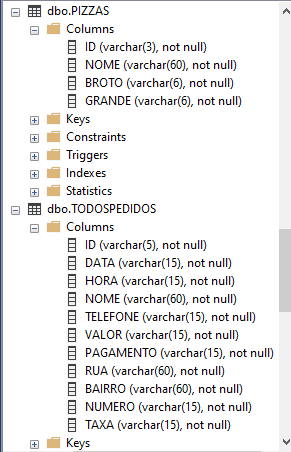 dbo.PIZZAS
Columns
ID (varchar(3), not null)
NOME (varchar(60), not null)
BROTO (varchar(6), not null)
GRANDE (varchar(6), not null)
Keys
Constraints
Triggers
Indexes
Statistics
dbo.TODOSPEDIDOS
Columns
ID (varchar(5), not null)
DATA (varchar(15), not null)
HORA (varchar(15), not null)
NOME (varchar(60), not null)
TELEFONE (varchar(15), not null)
VALOR (varchar(15), not null)
PAGAMENTO (varchar(15), not null)
RUA (varchar(60), not null)
BAIRRO (varchar(60), not null)
NUMERO (varchar(15), not null)
TAXA (varchar(15), not null)
Keys